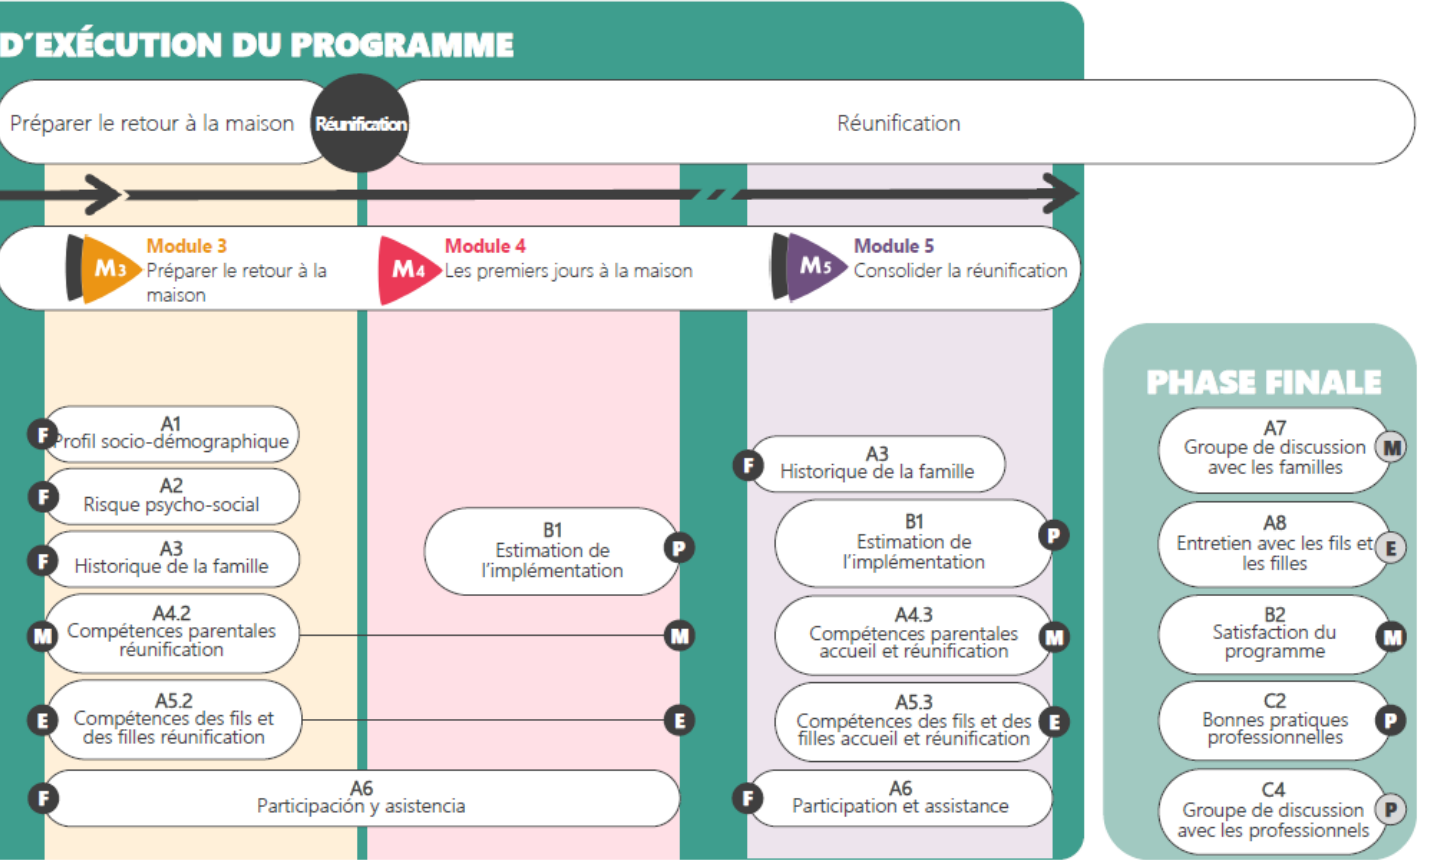 D'EXÉCUTION DU PROGRAMME
Préparer le retour à la maison
Réunification
Réunification
M3
Module 3
Préparer le retour à la
maison
M4
Module 4
Les premiers jours à la maison
M5
Module 5
Consolider la réunification
F
A1
Profil socio-démographique
F
A2
Risque psycho-social
F
A3
Historique de la famille
M
A4.2
Compétences parentales
réunification
M
E
A5.2
Compétences des fils et
des filles réunification
E
F
A6
Participación y asistencia
B1
Estimation de
l'implémentation
P
F
A3
Historique de la famille
B1
Estimation de
l'implémentation
P
A4.3
Compétences parentales
accueil et réunification
M
A5.3
Compétences des fils et des
filles accueil et réunification
E
F
A6
Participation et assistance
PHASE FINALE
A7
Groupe de discussion
avec les familles
M
A8
Entretien avec les fils et
les filles
E
B2
Satisfaction du
programme
M
C2
Bonnes pratiques
professionnelles
P
C4
Groupe de discussion
avec les professionnels
P